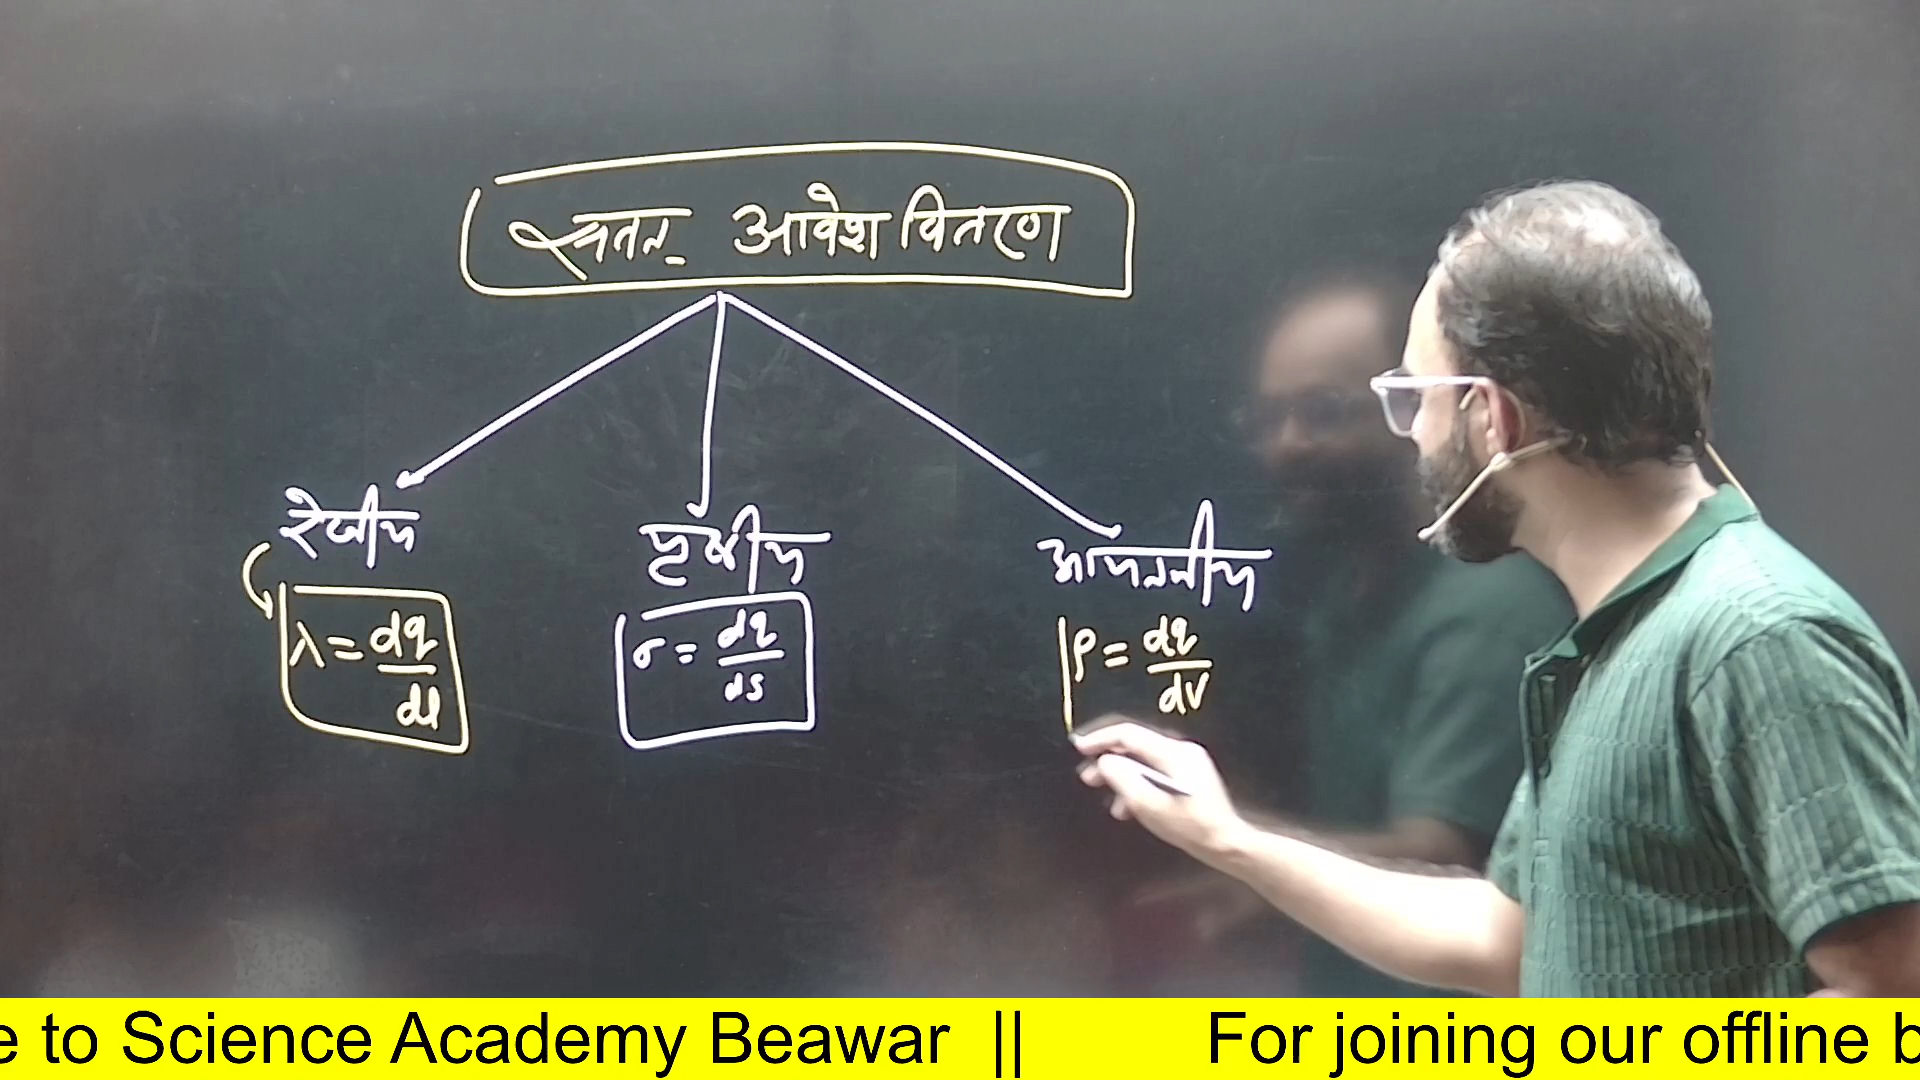 सतत आवेश वितरण
रेखीय
पृष्ठीय
आयतनीय
λ = dq/dl
σ = dq/ds
ρ = dq/dV
e to Science Academy Beawar || For joining our offline b